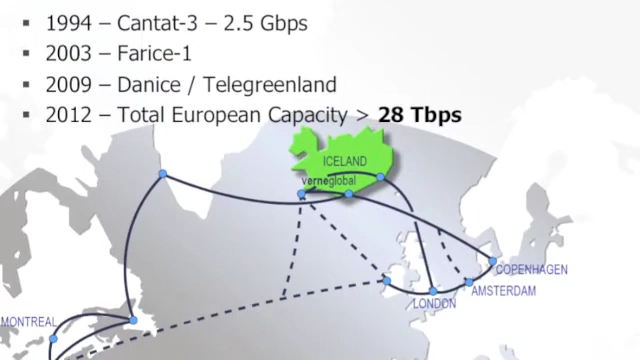 ▪ 1994 – Cantat-3 – 2.5 Gbps
▪ 2003 – Farice-1
▪ 2009 – Danice / Telegreenland
▪ 2012 – Total European Capacity > 28 Tbps
ICELAND
verneglobal
COPENHAGEN
AMSTERDAM
LONDON
MONTREAL